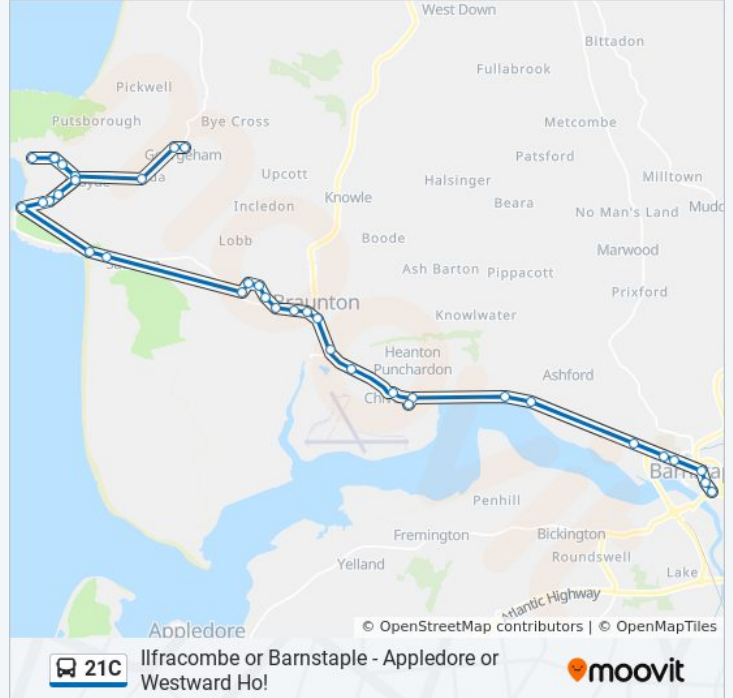 West Down
Bittadon
Fullabrook
Pickwell
Putsborough
Bye Cross
Metcombe
Georgeham
Patsford
Upcott
Halsinger
Milltown
Knowle
Beara
Incledon
No Man's Land
Lobb
Boode
Marwood
Ash Barton
Pippacott
Prixford
Braunton
Knowlwater
Heanton
Punchardon
Ashford
Penhill
Fremington
Bickington
Roundswell
Yelland
Lake
Atlantic Highway
Appledore
© OpenStreetMap contributors | © OpenMapTiles
21C
Ilfracombe or Barnstaple - Appledore or
Westward Ho!
moovit